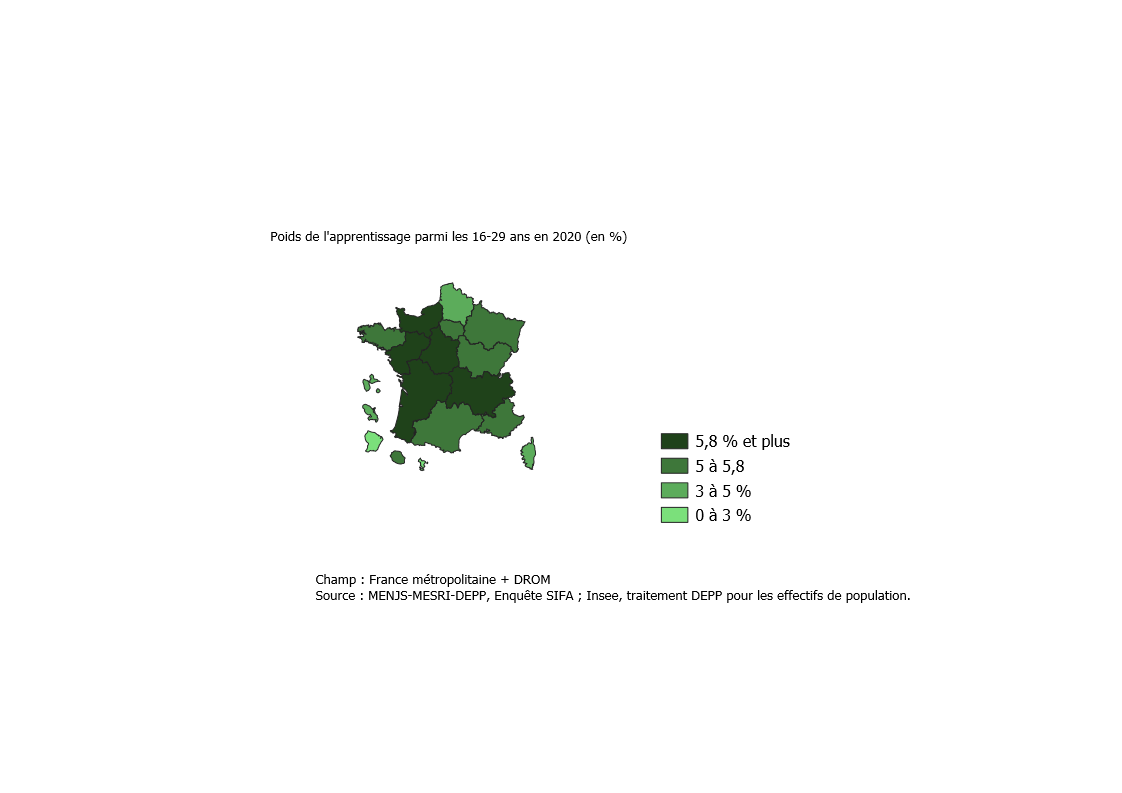 Poids de l'apprentissage parmi les 16-29 ans en 2020 (en %)
5,8 % et plus
5 à 5,8
3 à 5 %
0 à 3 %
Champ : France métropolitaine + DROM
Source : MENJS-MESRI-DEPP, Enquête SIFA ; Insee, traitement DEPP pour les effectifs de population.